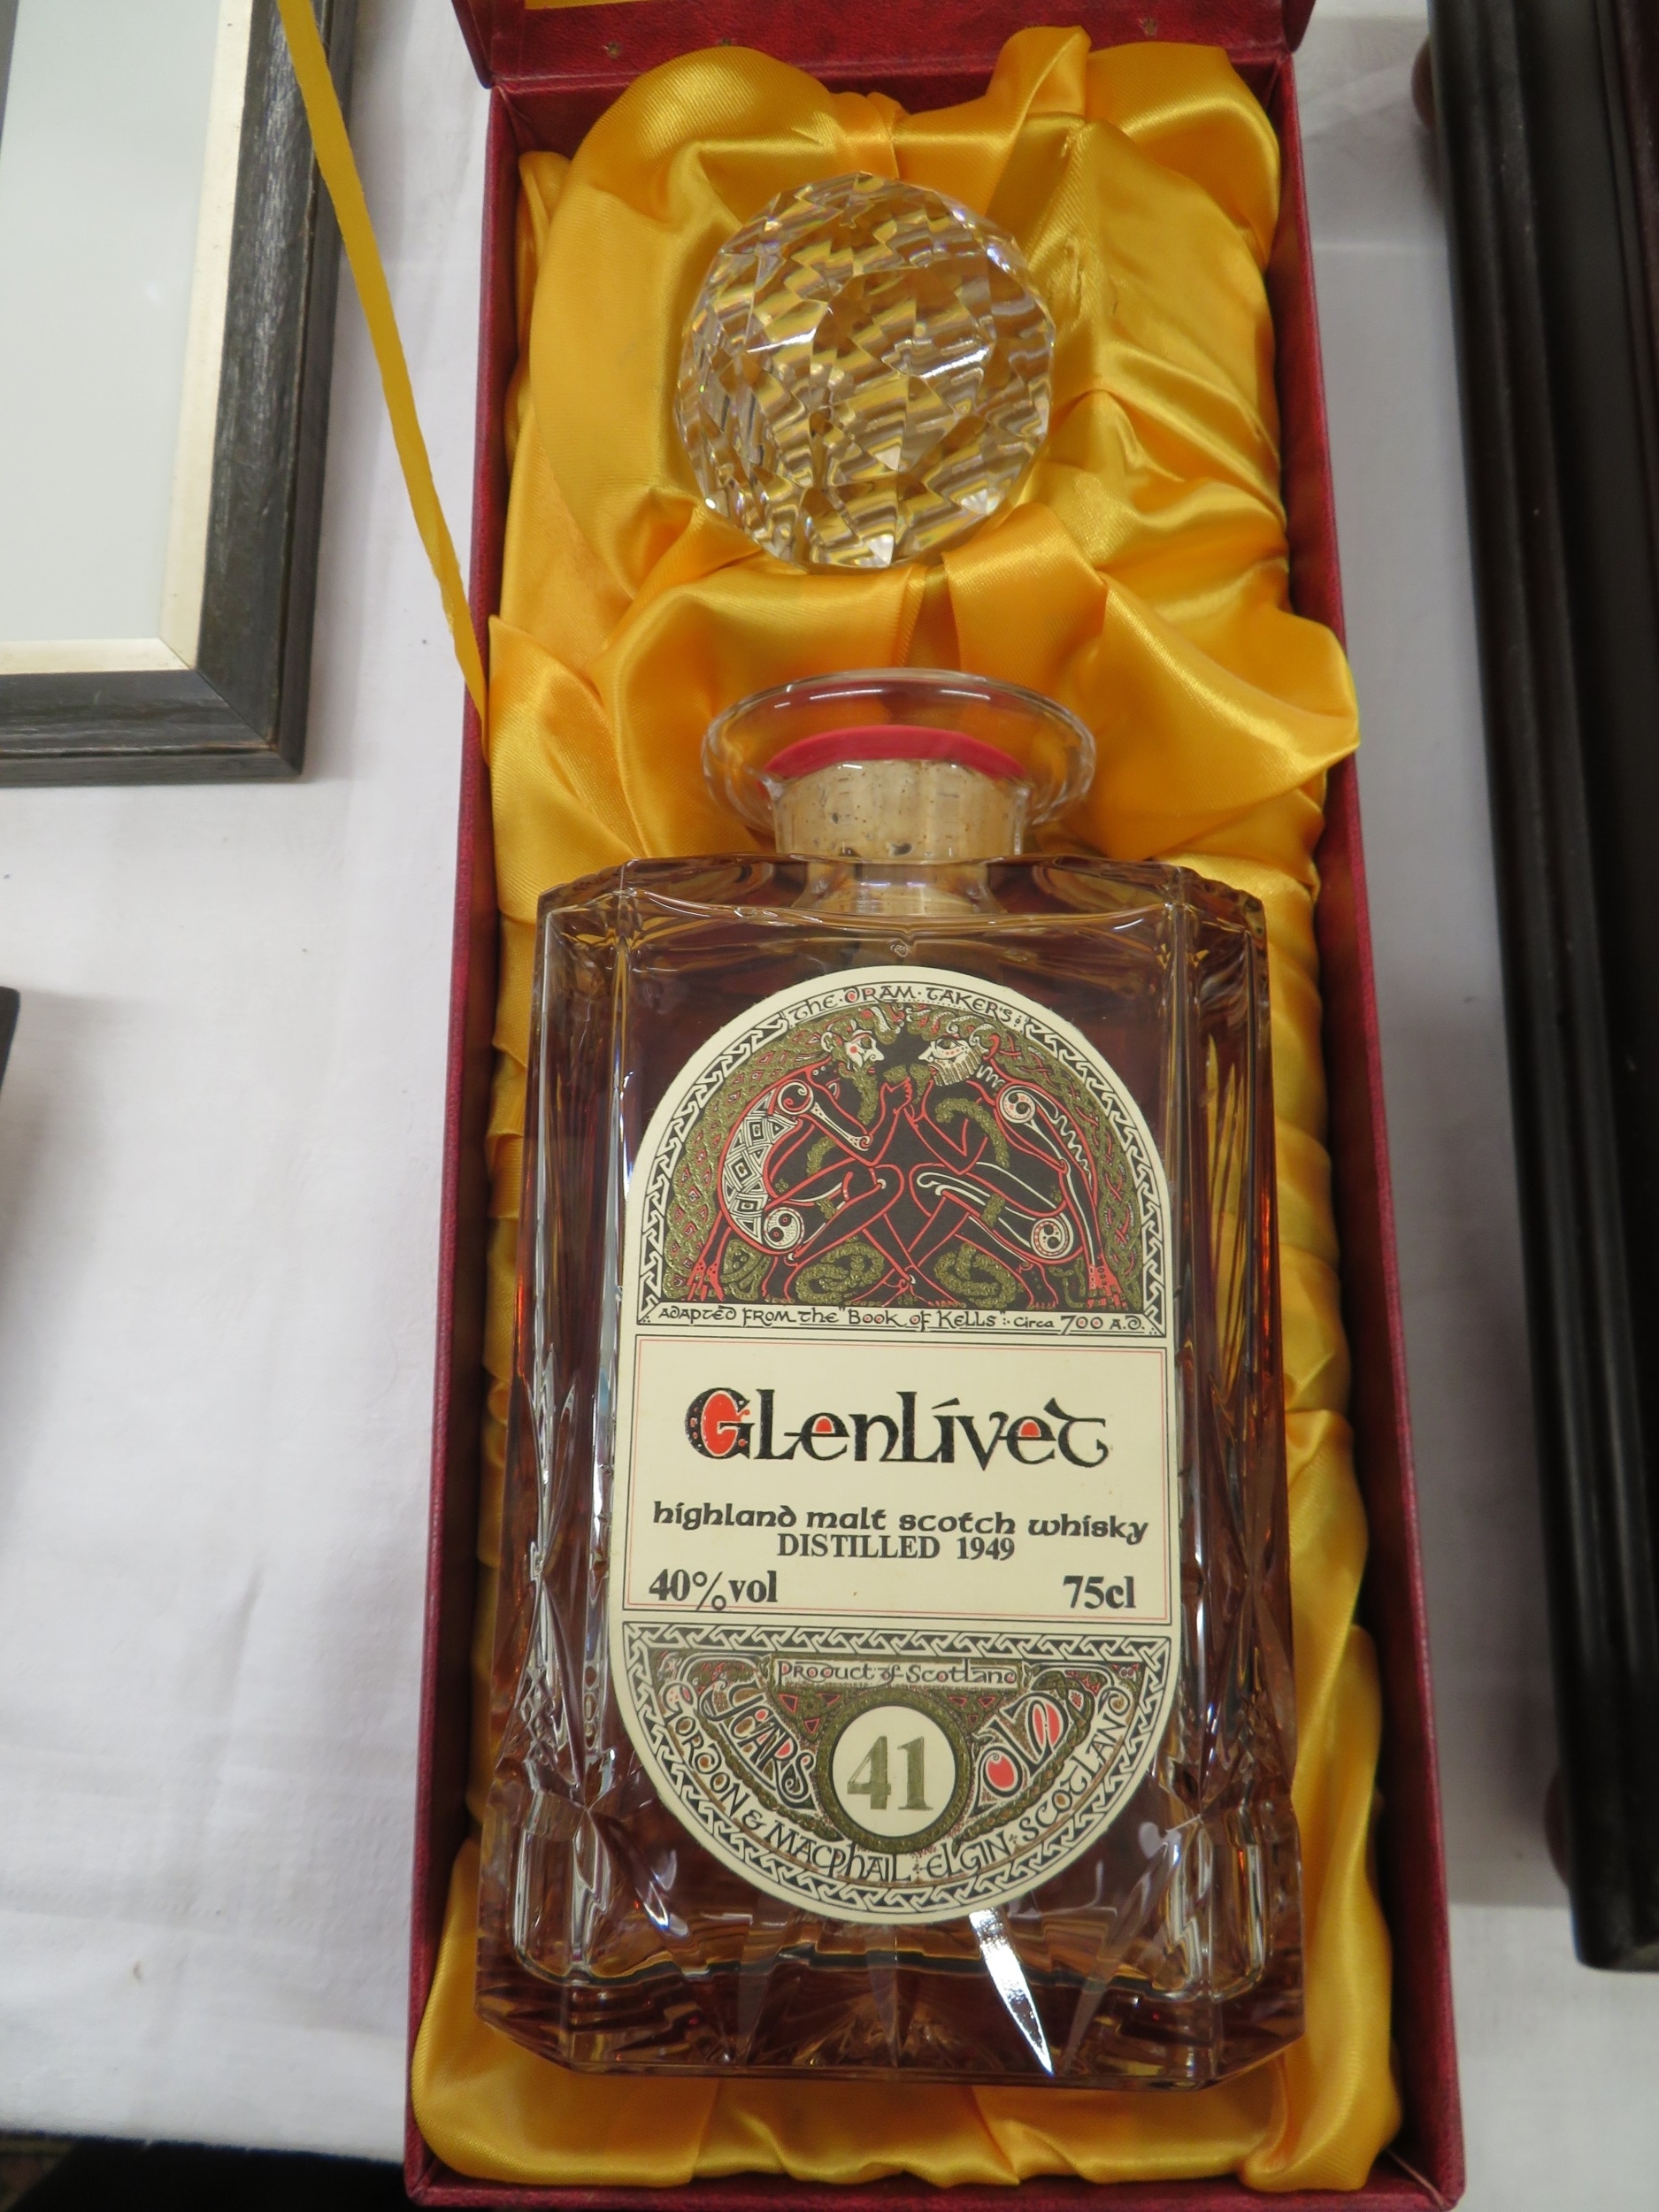 THE · DRAM · TAKERS:
ADAPTED FROM THE "BOOK OF KELLS": Circa 700 A.D.
GLENLIVET
highland malt scotch whisky
DISTILLED 1949
40%vol 75cl
PRODUCT of SCOTLAND
YEARS 41 OLD
GORDON & MACPHAIL · ELGIN · SCOTLAND